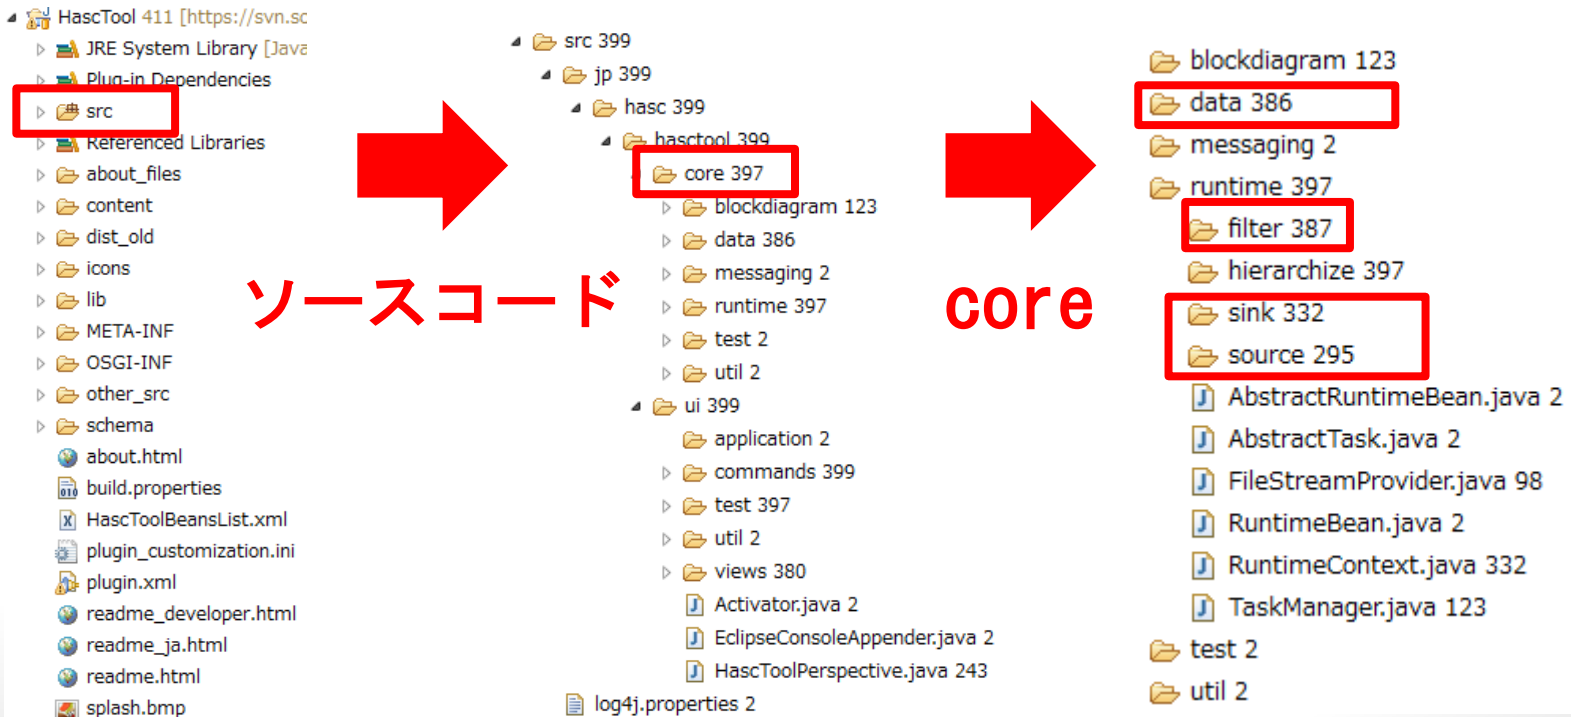 HascTool 411 [https://svn.sc
JRE System Library [Java
Plug-in Dependencies
src
Referenced Libraries
about_files
content
dist_old
icons
lib
META-INF
OSGI-INF
other_src
schema
about.html
build.properties
HascToolBeansList.xml
plugin_customization.ini
plugin.xml
readme_developer.html
readme_ja.html
readme.html
splash.bmp
ソースコード
src 399
jp 399
hasc 399
hasctool 399
core 397
blockdiagram 123
data 386
messaging 2
runtime 397
test 2
util 2
ui 399
application 2
commands 399
test 397
util 2
views 380
Activator.java 2
EclipseConsoleAppender.java 2
HascToolPerspective.java 243
log4j.properties 2
core
blockdiagram 123
data 386
messaging 2
runtime 397
filter 387
hierarchize 397
sink 332
source 295
AbstractRuntimeBean.java 2
AbstractTask.java 2
FileStreamProvider.java 98
RuntimeBean.java 2
RuntimeContext.java 332
TaskManager.java 123
test 2
util 2